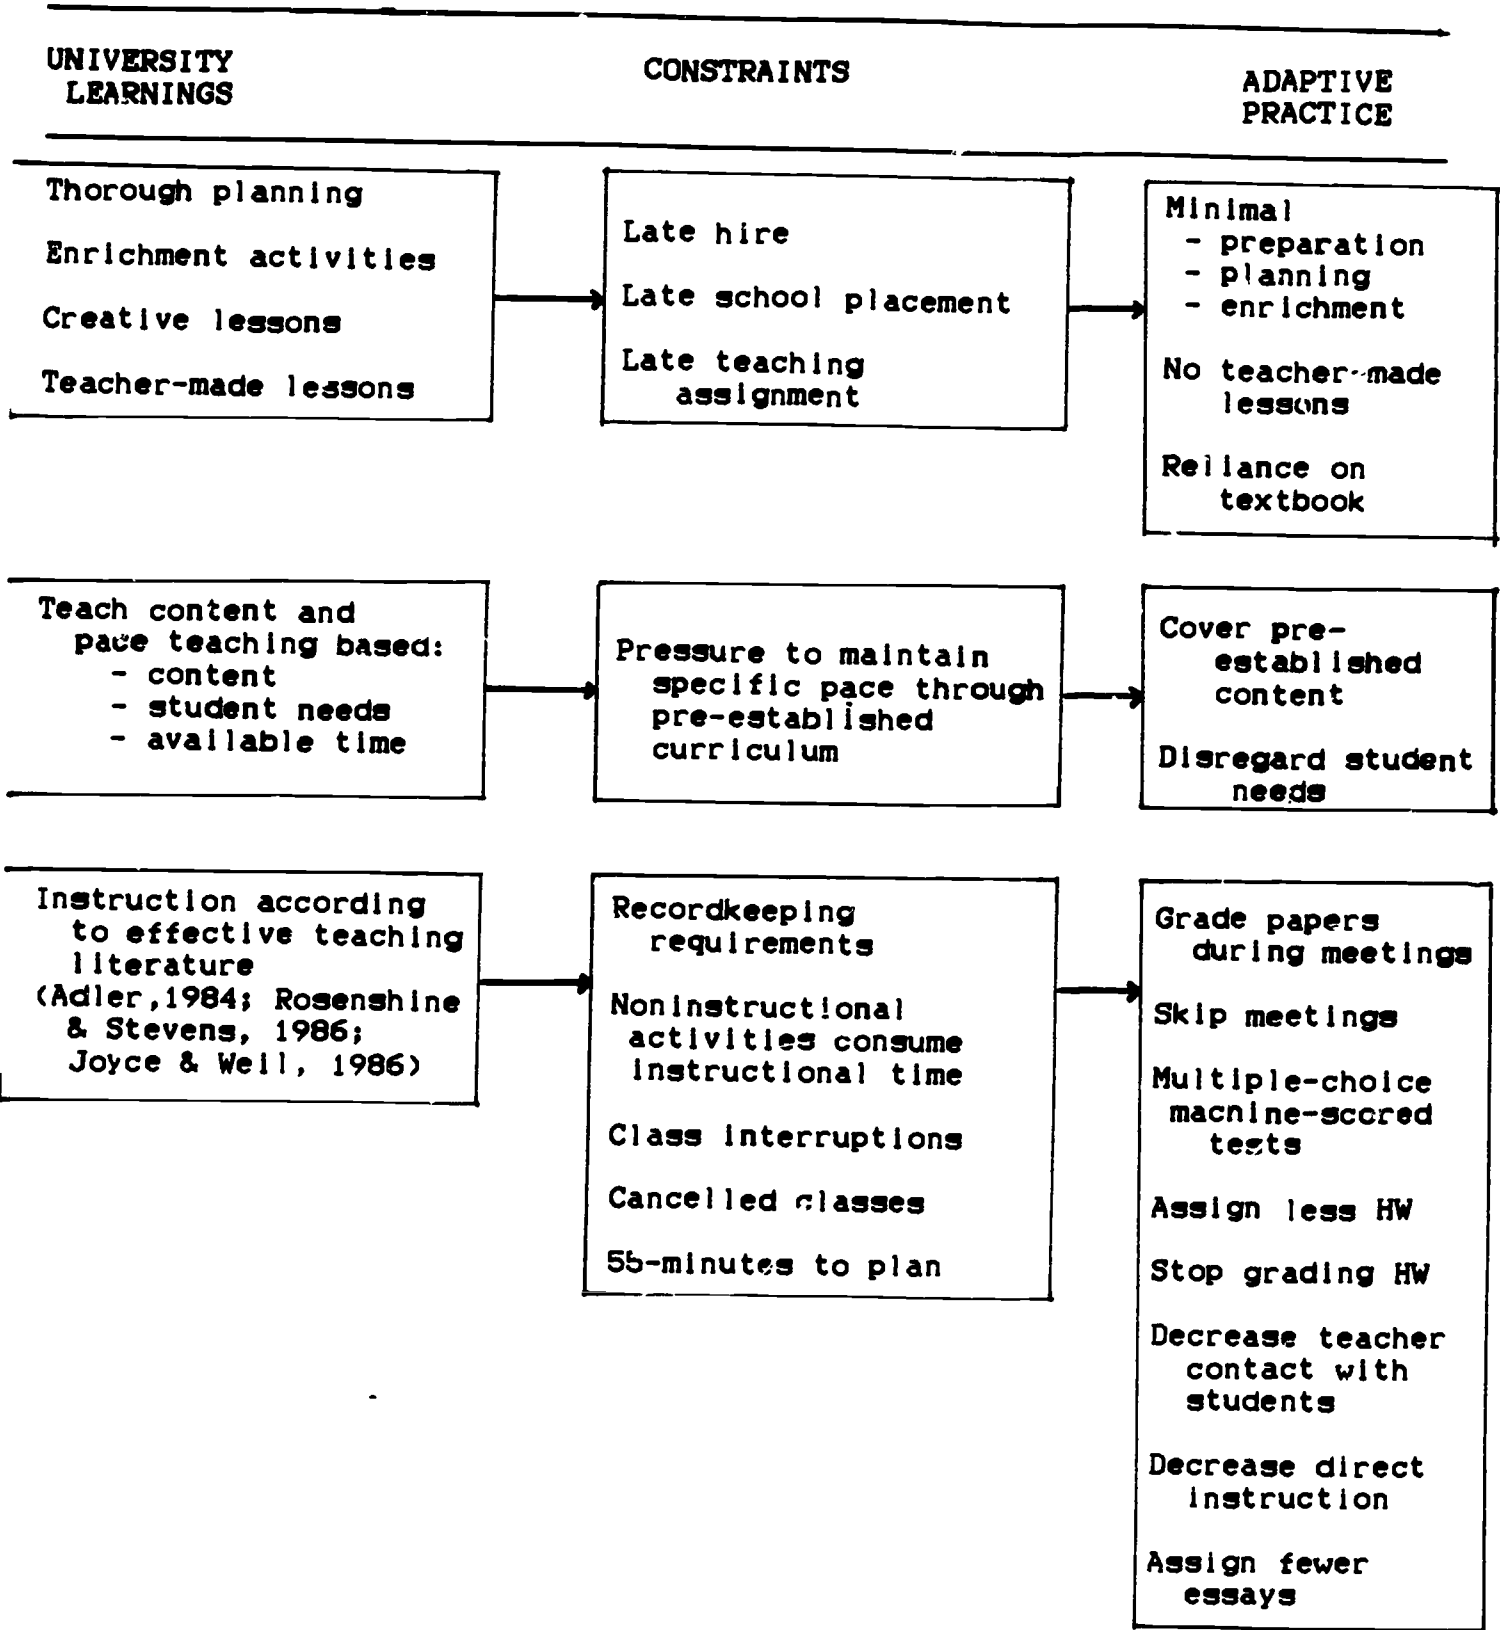 UNIVERSITY
LEARNINGS
CONSTRAINTS
ADAPTIVE
PRACTICE
Thorough planning
Enrichment activities
Creative lessons
Teacher-made lessons
Late hire
Late school placement
Late teaching
assignment
Minimal
- preparation
- planning
- enrichment
No teacher-made
lessons
Reliance on
textbook
Teach content and
pace teaching based:
- content
- student needs
- available time
Pressure to maintain
specific pace through
pre-established
curriculum
Cover pre-
established
content
Disregard student
needs
Instruction according
to effective teaching
literature
(Adler,1984; Rosenshine
& Stevens, 1986;
Joyce & Weil, 1986)
Recordkeeping
requirements
Noninstructional
activities consume
instructional time
Class interruptions
Cancelled classes
55-minutes to plan
Grade papers
during meetings
Skip meetings
Multiple-choice
machine-scored
tests
Assign less HW
Stop grading HW
Decrease teacher
contact with
students
Decrease direct
instruction
Assign fewer
essays